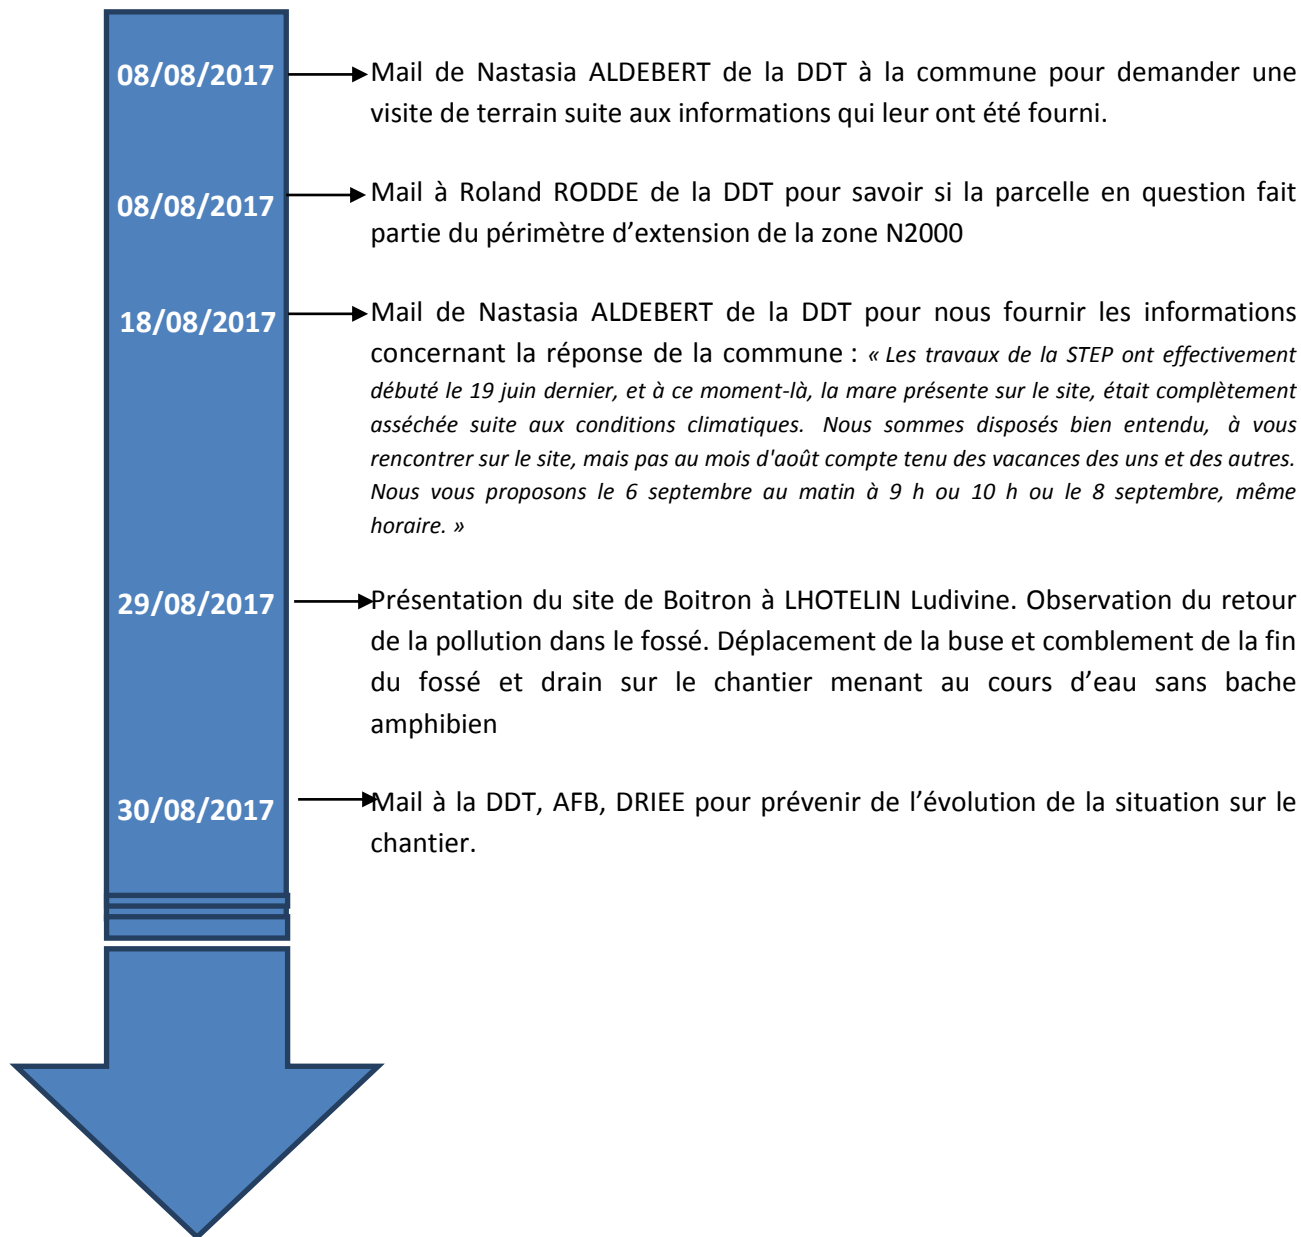 08/08/2017
Mail de Nastasia ALDEBERT de la DDT à la commune pour demander une
visite de terrain suite aux informations qui leur ont été fourni.
08/08/2017
Mail à Roland RODDE de la DDT pour savoir si la parcelle en question fait
partie du périmètre d’extension de la zone N2000
18/08/2017
Mail de Nastasia ALDEBERT de la DDT pour nous fournir les informations
concernant la réponse de la commune : « Les travaux de la STEP ont effectivement
débuté le 19 juin dernier, et à ce moment-là, la mare présente sur le site, était complètement
asséchée suite aux conditions climatiques. Nous sommes disposés bien entendu, à vous
rencontrer sur le site, mais pas au mois d'août compte tenu des vacances des uns et des autres.
Nous vous proposons le 6 septembre au matin à 9 h ou 10 h ou le 8 septembre, même
horaire. »
29/08/2017
Présentation du site de Boitron à LHOTELIN Ludivine. Observation du retour
de la pollution dans le fossé. Déplacement de la buse et comblement de la fin
du fossé et drain sur le chantier menant au cours d’eau sans bache
amphibien
30/08/2017
Mail à la DDT, AFB, DRIEE pour prévenir de l’évolution de la situation sur le
chantier.